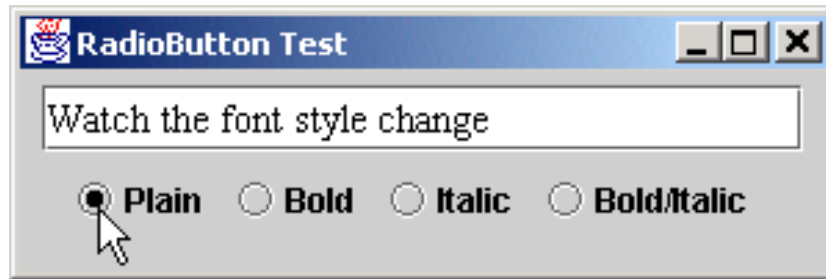 RadioButton Test
Watch the font style change
Plain Bold Italic Bold/Italic